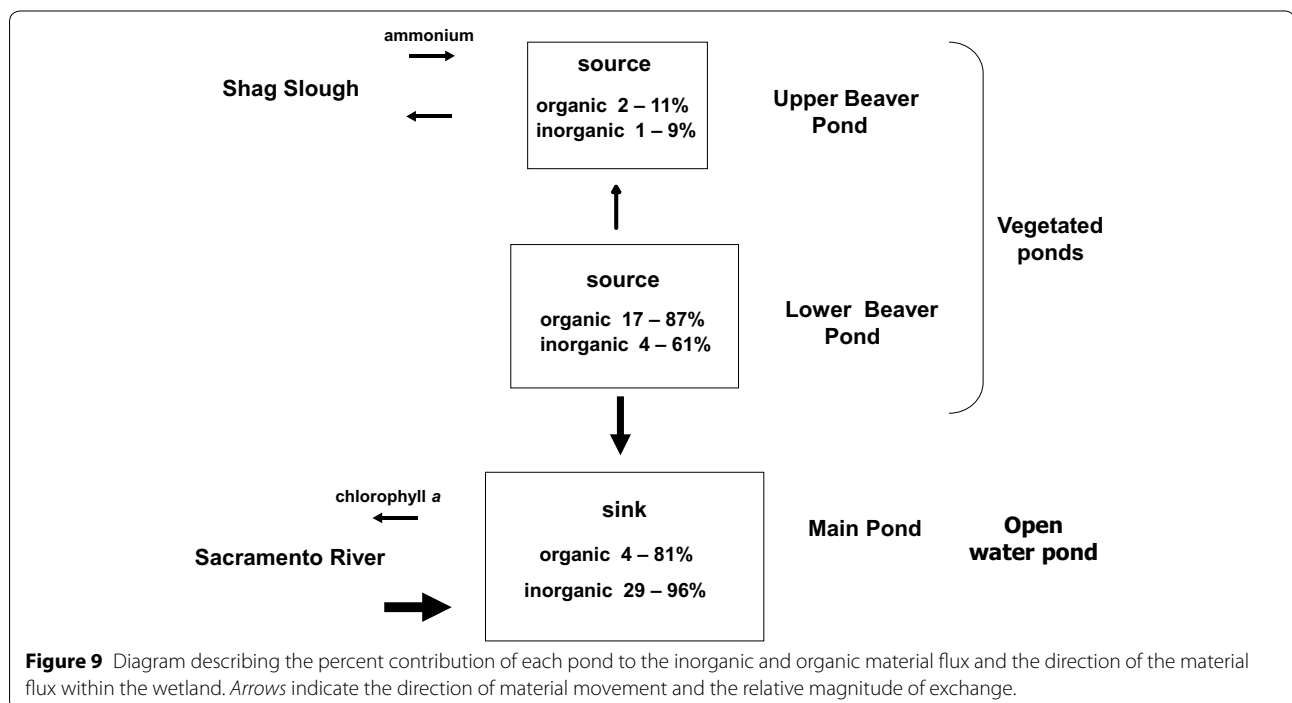 ammonium
Shag Slough
source
organic 2 – 11%
inorganic 1 – 9%
Upper Beaver
Pond
source
organic 17 – 87%
inorganic 4 – 61%
Lower Beaver
Pond
Vegetated
ponds
chlorophyll a
Sacramento River
sink
organic 4 – 81%
inorganic 29 – 96%
Main Pond
Open
water pond
Figure 9 Diagram describing the percent contribution of each pond to the inorganic and organic material flux and the direction of the material
flux within the wetland. Arrows indicate the direction of material movement and the relative magnitude of exchange.